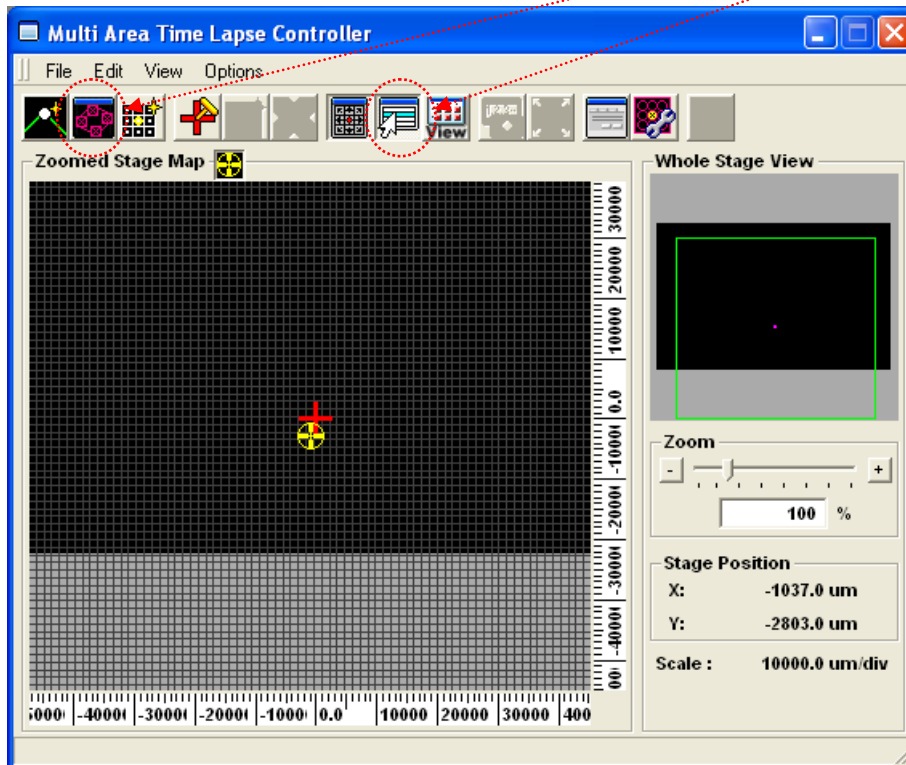 Multi Area Time Lapse Controller
File Edit View Options
View
Zoomed Stage Map
Whole Stage View
30000
20000
10000
0.0
-10000
-20000
-30000
-40000
-40000 -30000 -20000 -10000 0.0 10000 20000 30000 400
Zoom
- +
100 %
Stage Position
X: -1037.0 um
Y: -2803.0 um
Scale : 10000.0 um/div